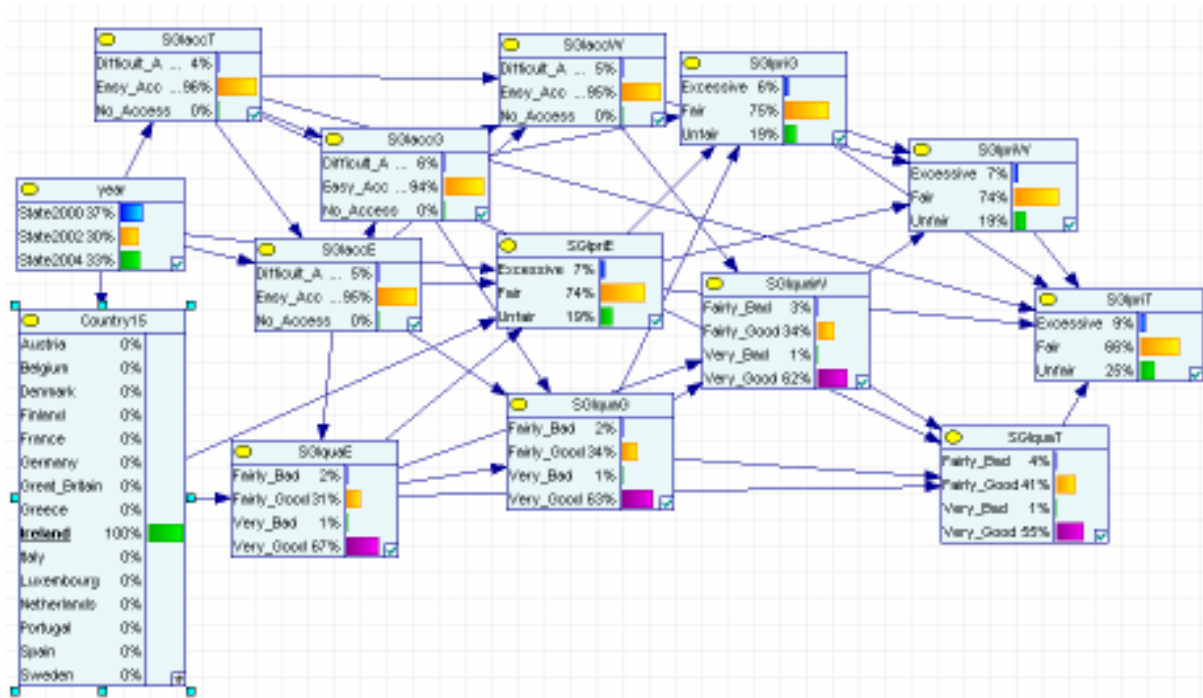 SGIaccT
Difficult_A ... 4%
Easy_Acc ...96%
No_Access 0%
SGIaccW
Difficult_A ... 5%
Easy_Acc ...95%
No_Access 0%
SGIpriG
Excessive 6%
Fair 75%
Unfair 19%
SGIaccG
Difficult_A ... 6%
Easy_Acc ...94%
No_Access 0%
SGIpriW
Excessive 7%
Fair 74%
Unfair 19%
year
State2000 37%
State2002 30%
State2004 33%
SGIaccE
Difficult_A ... 5%
Easy_Acc ...95%
No_Access 0%
SGIpriE
Excessive 7%
Fair 74%
Unfair 19%
SGIquaW
Fairly_Bad 3%
Fairly_Good 34%
Very_Bad 1%
Very_Good 62%
SGIpriT
Excessive 9%
Fair 66%
Unfair 25%
Country15
Austria 0%
Belgium 0%
Denmark 0%
Finland 0%
France 0%
Germany 0%
Great_Britain 0%
Greece 0%
Ireland 100%
Italy 0%
Luxembourg 0%
Netherlands 0%
Portugal 0%
Spain 0%
Sweden 0%
SGIquaE
Fairly_Bad 2%
Fairly_Good 31%
Very_Bad 1%
Very_Good 67%
SGIquaG
Fairly_Bad 2%
Fairly_Good 34%
Very_Bad 1%
Very_Good 63%
SGIquaT
Fairly_Bad 4%
Fairly_Good 41%
Very_Bad 1%
Very_Good 55%